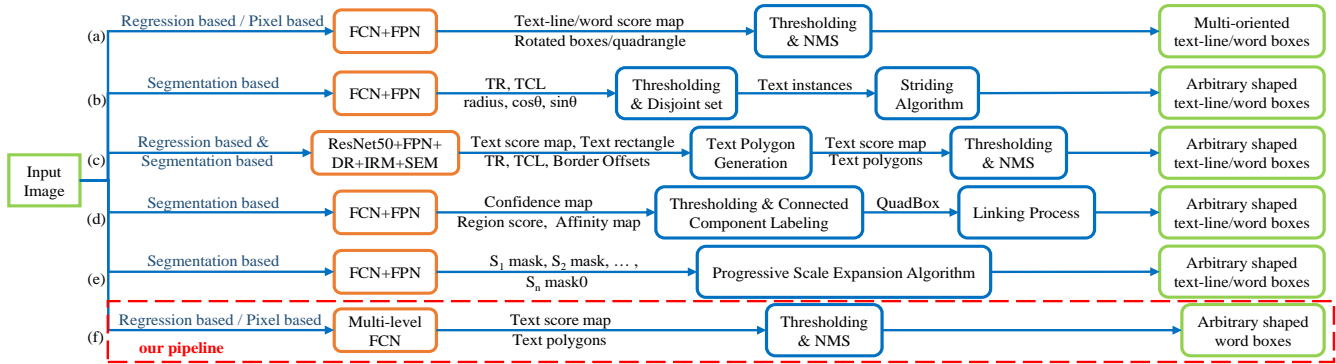 Input
Image
(a)
Regression based / Pixel based
FCN+FPN
Text-line/word score map
Rotated boxes/quadrangle
Thresholding
& NMS
Multi-oriented
text-line/word boxes
(b)
Segmentation based
FCN+FPN
TR, TCL
radius, cosθ, sinθ
Thresholding
& Disjoint set
Text instances
Striding
Algorithm
Arbitrary shaped
text-line/word boxes
(c)
Regression based &
Segmentation based
ResNet50+FPN+
DR+IRM+SEM
Text score map, Text rectangle
TR, TCL, Border Offsets
Text Polygon
Generation
Text score map
Text polygons
Thresholding
& NMS
Arbitrary shaped
text-line/word boxes
(d)
Segmentation based
FCN+FPN
Confidence map
Region score, Affinity map
Thresholding & Connected
Component Labeling
QuadBox
Linking Process
Arbitrary shaped
text-line/word boxes
(e)
Segmentation based
FCN+FPN
S1 mask, S2 mask, … ,
Sn mask0
Progressive Scale Expansion Algorithm
Arbitrary shaped
text-line/word boxes
(f)
Regression based / Pixel based
our pipeline
Multi-level
FCN
Text score map
Text polygons
Thresholding
& NMS
Arbitrary shaped
word boxes